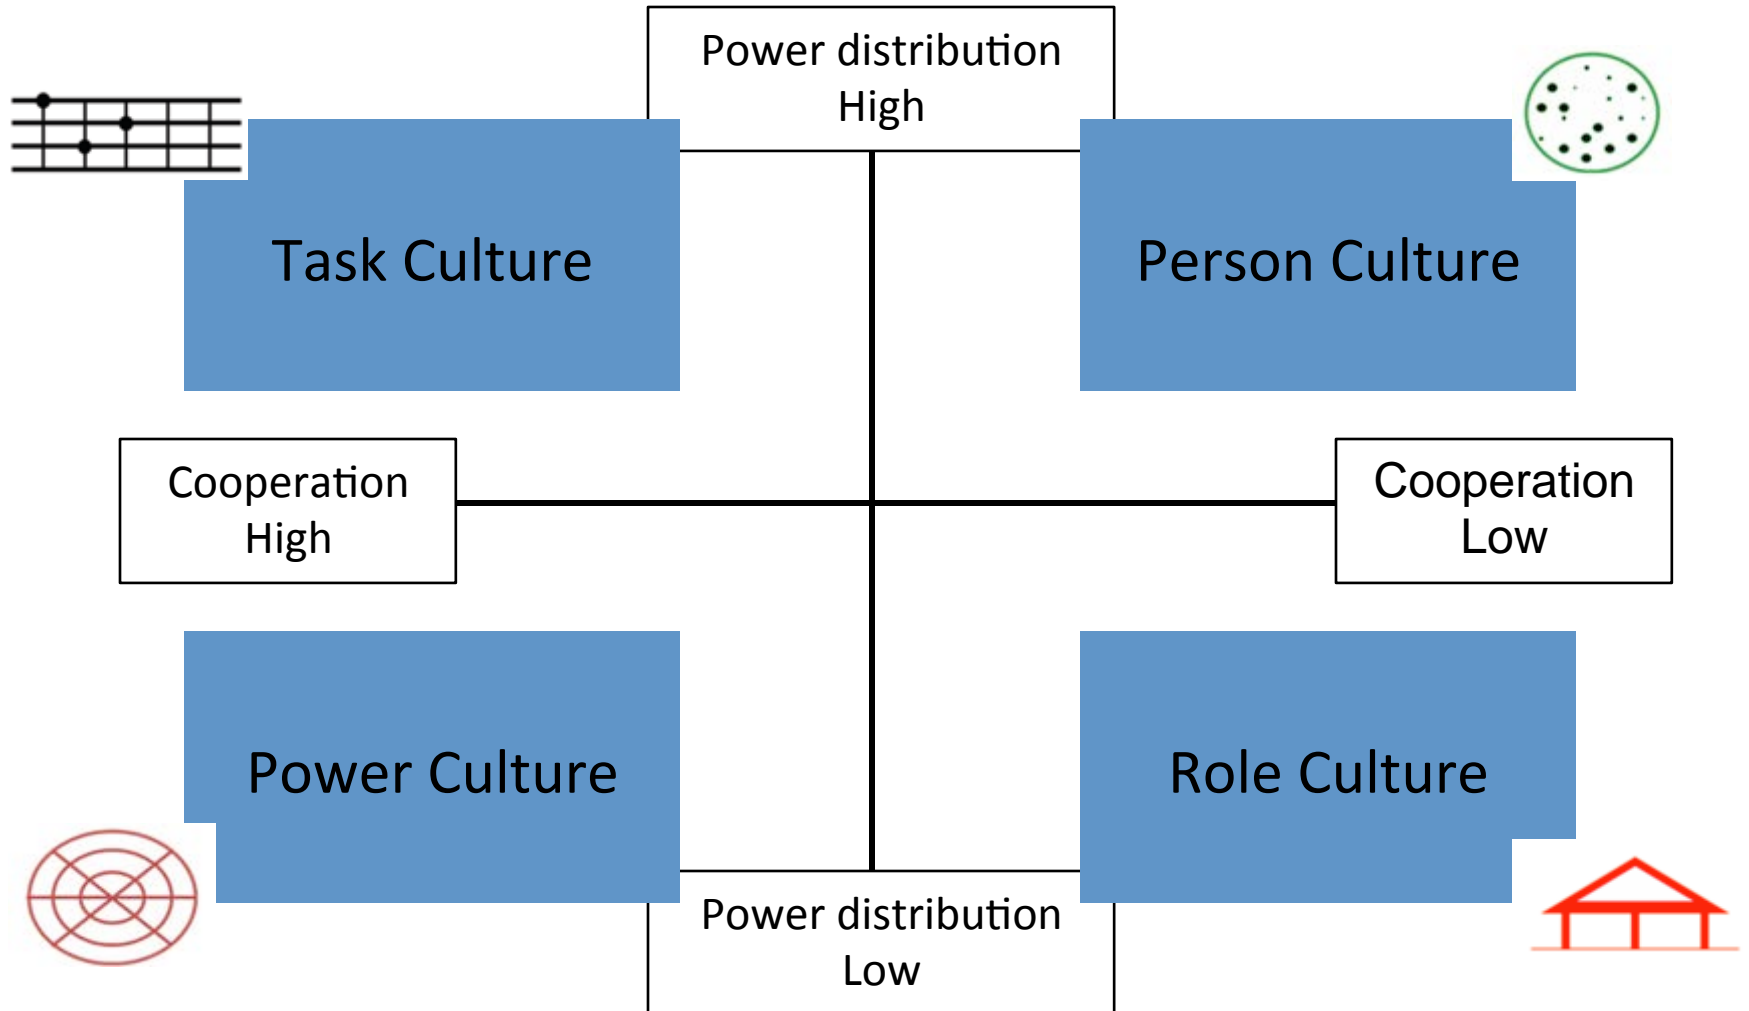 Power distribution
High
Task Culture
Person Culture
Cooperation
High
Cooperation
Low
Power Culture
Role Culture
Power distribution
Low